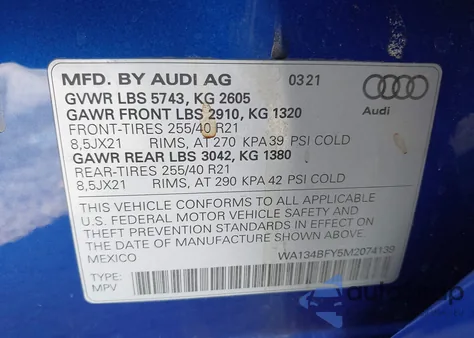 MFD. BY AUDI AG 03 21
GVWR LBS 5743, KG 2605
GAWR FRONT LBS 2910, KG 1320
FRONT-TIRES 255/40 R21
8,5JX21 RIMS, AT 270 KPA 39 PSI COLD
GAWR REAR LBS 3042, KG 1380
REAR-TIRES 255/40 R21
8,5JX21 RIMS, AT 290 KPA 42 PSI COLD
Audi
THIS VEHICLE CONFORMS TO ALL APPLICABLE
U.S. FEDERAL MOTOR VEHICLE SAFETY AND
THEFT PREVENTION STANDARDS IN EFFECT ON
THE DATE OF MANUFACTURE SHOWN ABOVE.
MEXICO
WA134BFY5M2074139
TYPE:
MPV